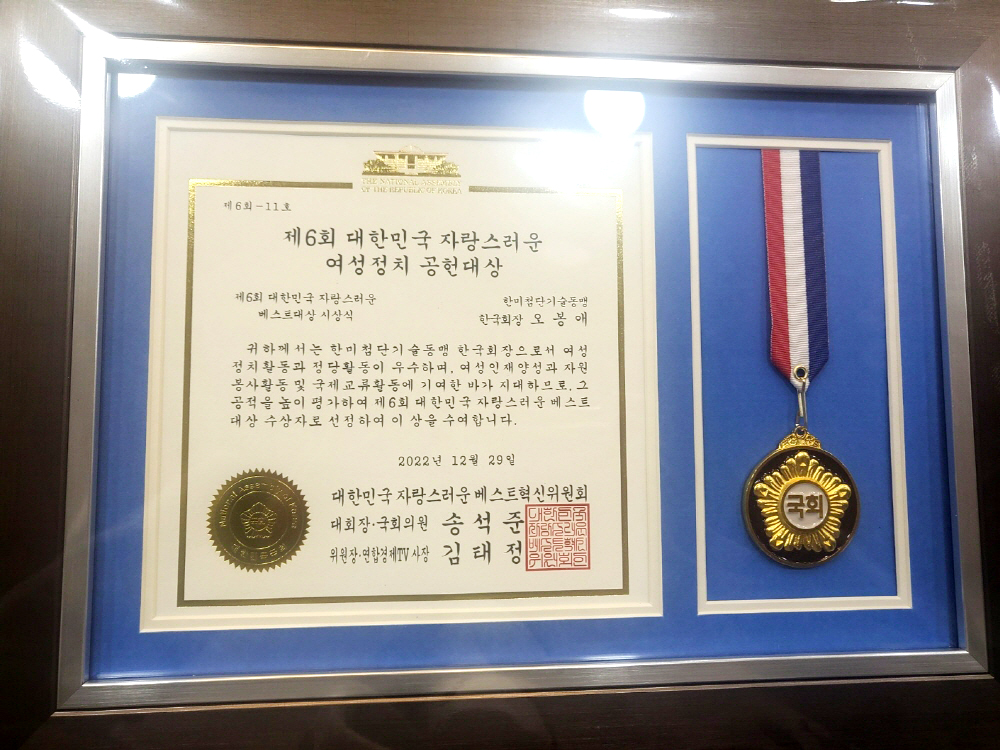 THE NATIONAL ASSEMBLY
OF THE REPUBLIC OF KOREA
제6회-11호
제6회 대한민국 자랑스러운
여성정치 공헌대상
제6회 대한민국 자랑스러운
베스트대상 시상식
한미첨단기술동맹
한국회장 오 봉 애
귀하께서는 한미첨단기술동맹 한국회장으로서 여성
정치활동과 정당활동이 우수하며, 여성인재양성과 자원
봉사활동 및 국제교류활동에 기여한 바가 지대하므로, 그
공적을 높이 평가하여 제6회 대한민국 자랑스러운 베스트
대상 수상자로 선정하여 이 상을 수여합니다.
2022년 12월 29일
대한민국 자랑스러운 베스트혁신위원회
대회장·국회의원 송 석 준
위원장·연합경제TV 사장 김 태 정
국회